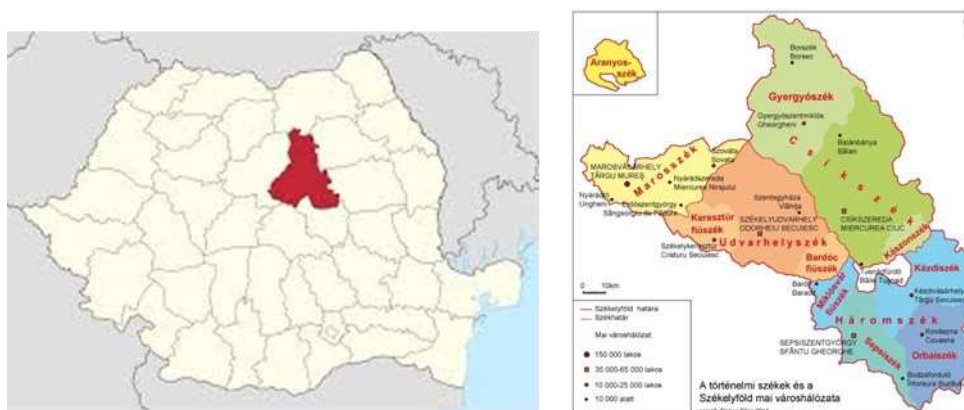 Aranyos-
szék
Borszék
Borsec
Gyergyószék
Gyergyószentmiklós
Gheorgheni
Balánbánya
Bălan
Csíkszék
Szováta
Sovata
MAROSVÁSÁRHELY
TÂRGU MUREȘ
Marosszék
Nyárádszereda
Miercurea Nirajului
Nyárádtő
Ungheni
Erdőszentgyörgy
Sângeorgiu de Pădure
Szentegyháza
Vlăhița
Keresztúr
fiúszék
SZÉKELYUDVARHELY
ODORHEIU SECUIESC
CSÍKSZEREDA
MIERCUREA CIUC
Udvarhelyszék
Székelykeresztúr
Cristuru Secuiesc
Kászonszék
Bardóc
fiúszék
Tusnádfürdő
Băile Tușnad
Kézdiszék
Barót
Baraolt
Miklósvár
fiúszék
Kézdivásárhely
Târgu Secuiesc
Háromszék
SEPSISZENTGYÖRGY
SFÂNTU GHEORGHE
Sepsiszék
Kovászna
Covasna
Orbaiszék
Bodzaforduló
Întorsura Buzăului
0 10km
Székelyföld határa
Székhatár
Mai városhálózat
150 000 lakos
35 000-65 000 lakos
10 000-25 000 lakos
10 000 alatt
A történelmi székek és a
Székelyföld mai városhálózata